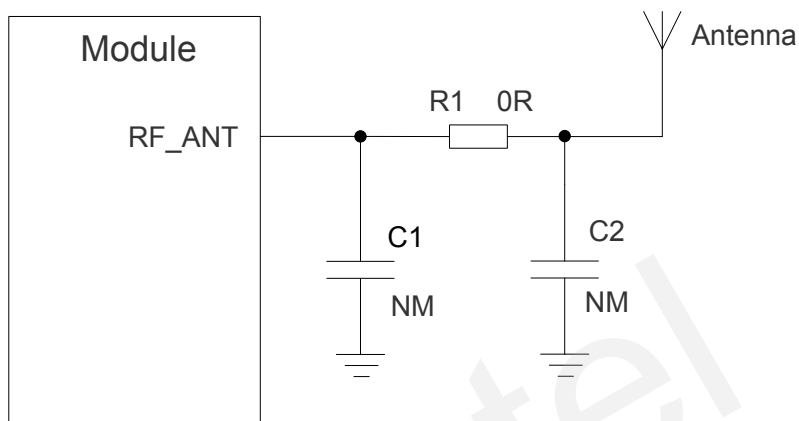 Module
Antenna
R1 0R
RF_ANT
C1
C2
NM
NM